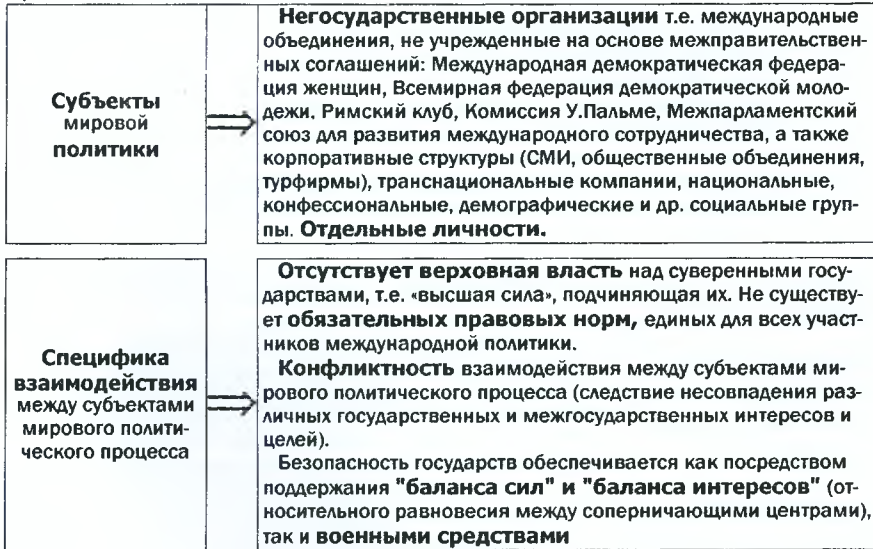 Субъекты
мировой
политики
Негосударственные организации т.е. международные
объединения, не учрежденные на основе межправительствен-
ных соглашений: Международная демократическая федера-
ция женщин, Всемирная федерация демократической моло-
дежи. Римский клуб, Комиссия У.Пальме, Межпарламентский
союз для развития международного сотрудничества, а также
корпоративные структуры (СМИ, общественные объединения,
турфирмы), транснациональные компании, национальные,
конфессиональные, демографические и др. социальные груп-
пы. Отдельные личности.
Специфика
взаимодействия
между субъектами
мирового полити-
ческого процесса
Отсутствует верховная власть над суверенными госу-
дарствами, т.е. «высшая сила», подчиняющая их. Не существу-
ет обязательных правовых норм, единых для всех участ-
ников международной политики.
Конфликтность взаимодействия между субъектами ми-
рового политического процесса (следствие несовпадения раз-
личных государственных и межгосударственных интересов и
целей).
Безопасность государств обеспечивается как посредством
поддержания "баланса сил" и "баланса интересов" (от-
носительного равновесия между соперничающими центрами),
так и военными средствами